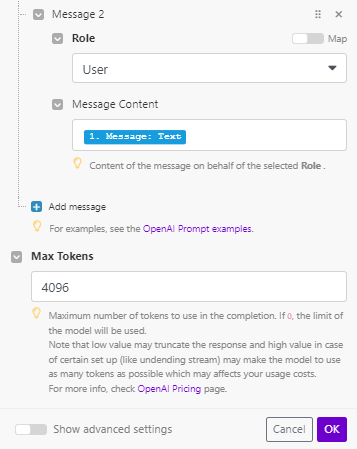 Message 2
Role
Map
User
Message Content
1. Message: Text
Content of the message on behalf of the selected Role .
Add message
For examples, see the OpenAI Prompt examples.
Max Tokens
4096
Maximum number of tokens to use in the completion. If 0, the limit of
the model will be used.
Note that low value may truncate the response and high value in case
of certain set up (like undending stream) may make the model to use
as many tokens as possible which may affects your usage costs.
For more info, check OpenAI Pricing page.
Show advanced settings
Cancel
OK